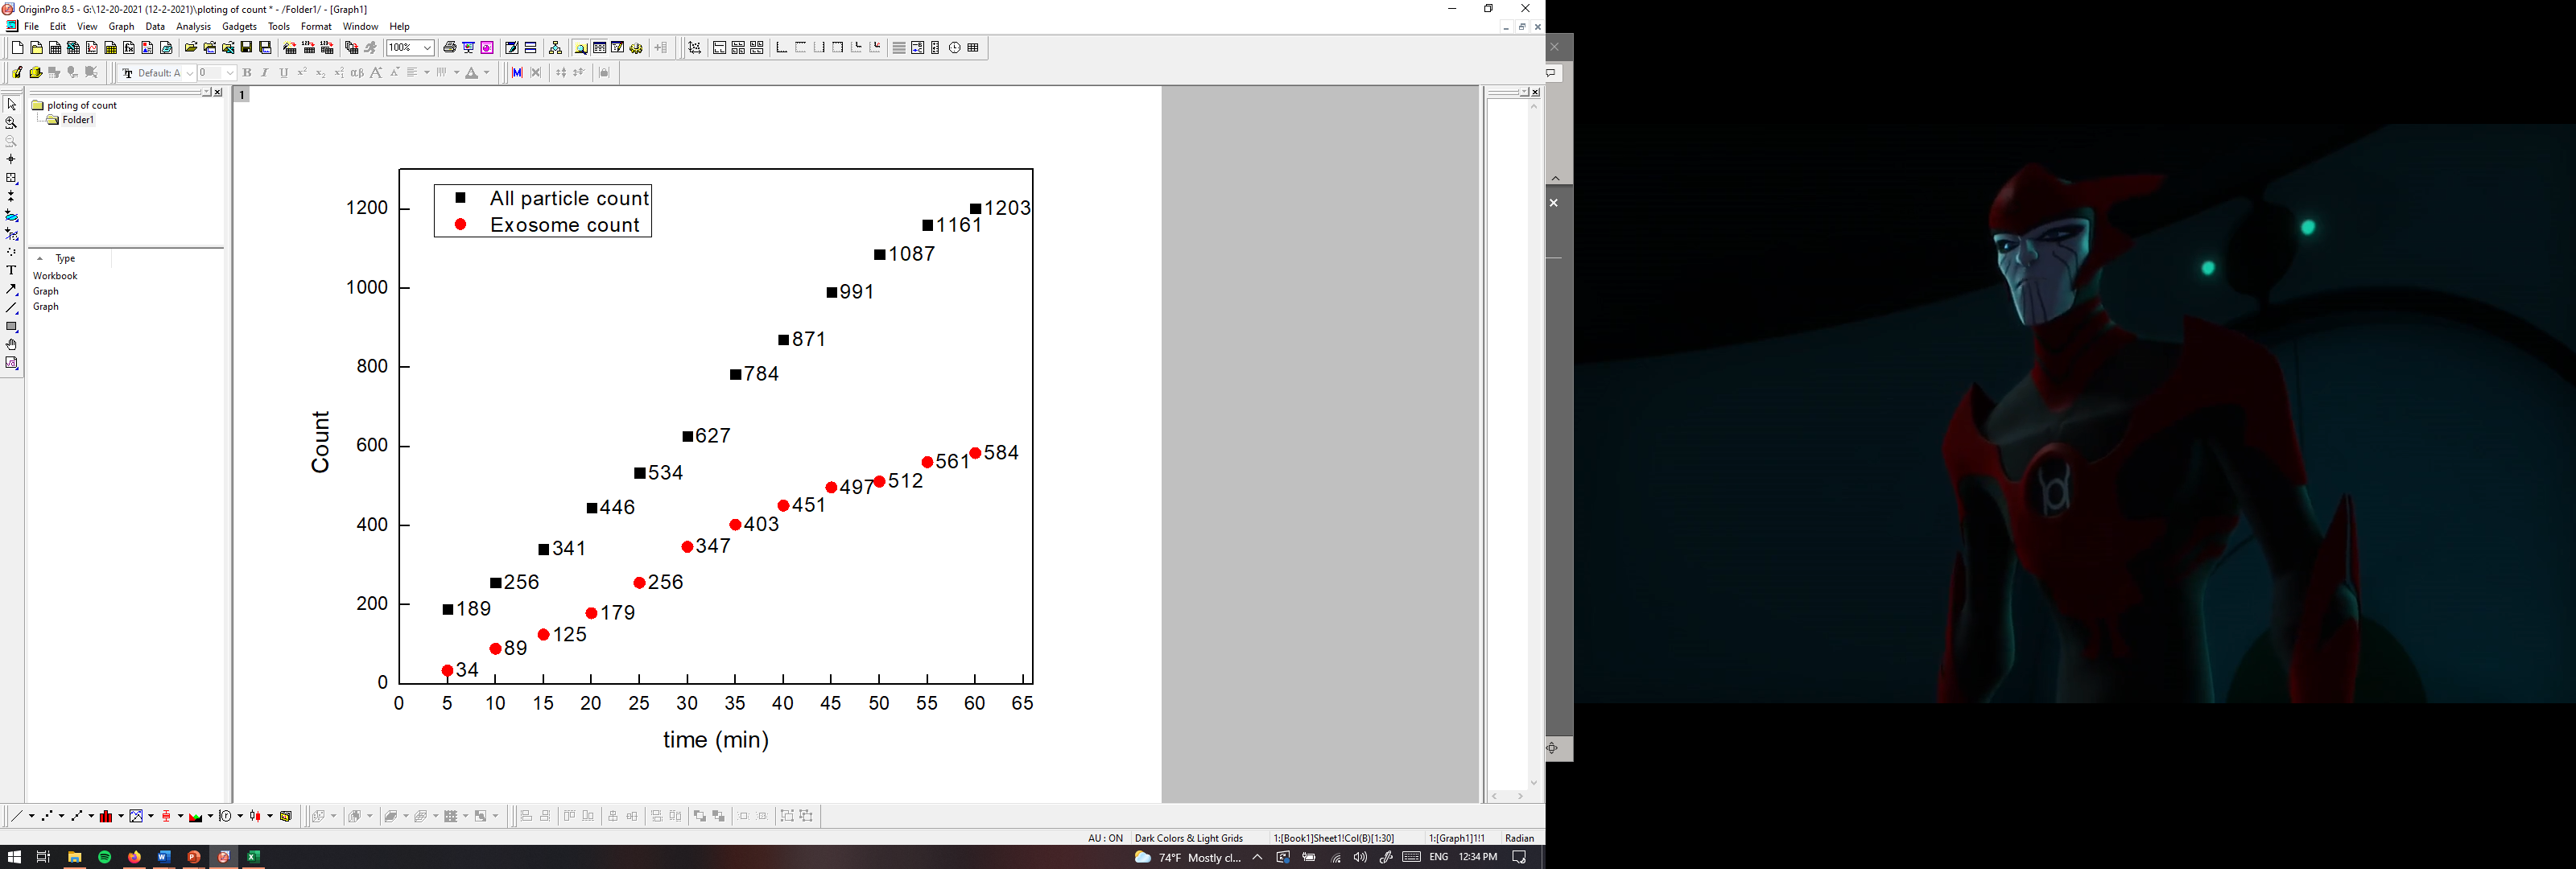 OriginPro 8.5 - G:\12-20-2021 (12-2-2021)\ploting of count * - /Folder1/ - [Graph1]
File Edit View Graph Data Analysis Gadgets Tools Format Window Help
100%
Default: A 0
B I U
ploting of count
Folder1
Type
Workbook
Graph
Graph
1
All particle count
Exosome count
1200
1000
800
600
400
200
0
Count
189
256
341
446
534
627
784
871
991
1087
1161
1203
34
89
125
179
256
347
403
451
497
512
561
584
0 5 10 15 20 25 30 35 40 45 50 55 60 65
time (min)
AU : ON Dark Colors & Light Grids 1:[Book1]Sheet1!Col(B)[1:30] 1:[Graph1]1!1 Radian
74°F Mostly cl... ENG 12:34 PM